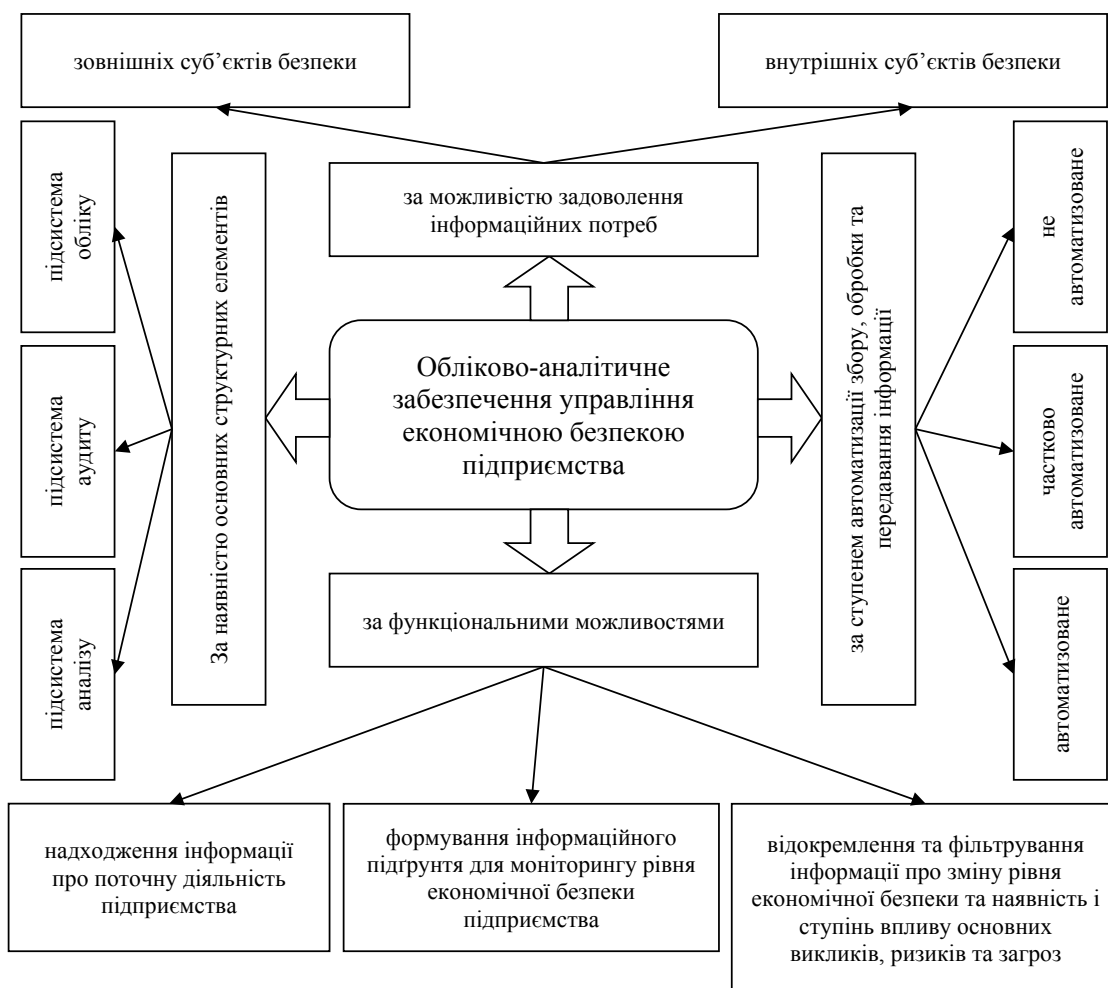 зовнішніх суб’єктів безпеки
внутрішніх суб’єктів безпеки
за можливістю задоволення
інформаційних потреб
підсистема
обліку
підсистема
аудиту
підсистема
аналізу
За наявністю основних структурних елементів
Обліково-аналітичне
забезпечення управління
економічною безпекою
підприємства
за ступенем автоматизації збору, обробки та
передавання інформації
не
автоматизоване
частково
автоматизоване
автоматизоване
за функціональними можливостями
надходження інформації
про поточну діяльність
підприємства
формування інформаційного
підґрунтя для моніторингу рівня
економічної безпеки
підприємства
відокремлення та фільтрування
інформації про зміну рівня
економічної безпеки та наявність і
ступінь впливу основних
викликів, ризиків та загроз